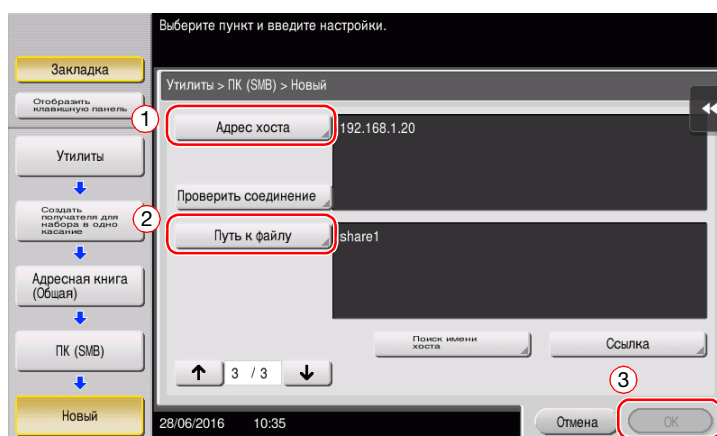 Выберите пункт и введите настройки.
Закладка
Отобразить
клавишную панель
Утилиты > ПК (SMB) > Новый
1
Адрес хоста
192.168.1.20
Утилиты
Проверить соединение
Создать
получателя для
набора в одно
касание
2
Путь к файлу
share1
Адресная книга
(Общая)
ПК (SMB)
Поиск имени
хоста
Ссылка
3 / 3
3
Новый
28/06/2016 10:35
Отмена
OK